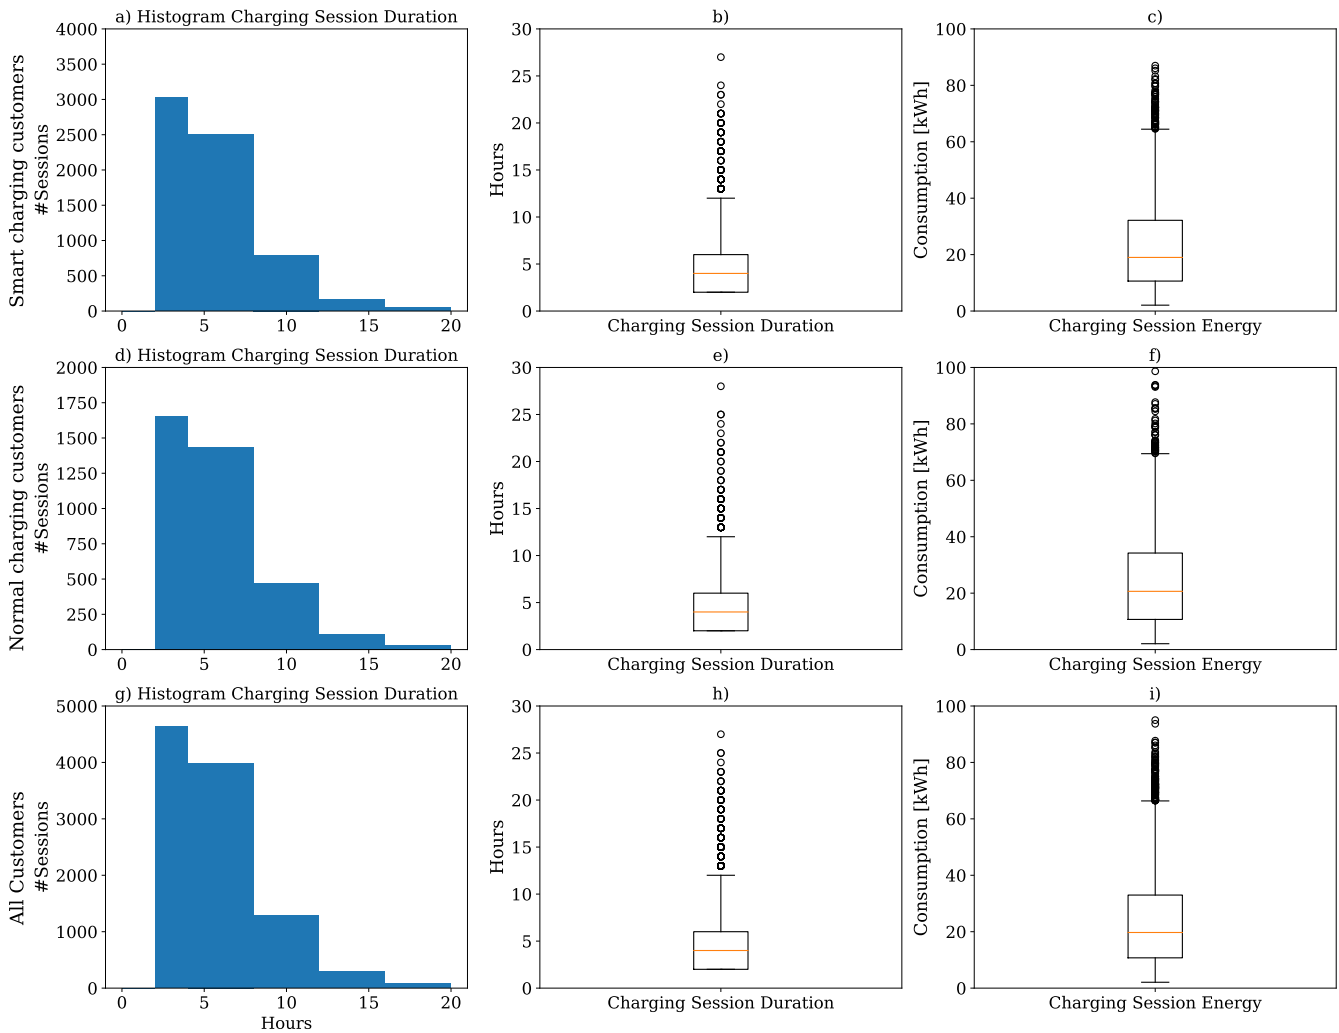 a) Histogram Charging Session Duration
b)
c)
Smart charging customers
#Sessions
4000
3500
3000
2500
2000
1500
1000
500
0
0 5 10 15 20
Hours
30
25
20
15
10
5
0
Charging Session Duration
Consumption [kWh]
100
80
60
40
20
0
Charging Session Energy
d) Histogram Charging Session Duration
e)
f)
Normal charging customers
#Sessions
2000
1750
1500
1250
1000
750
500
250
0
0 5 10 15 20
Hours
30
25
20
15
10
5
0
Charging Session Duration
Consumption [kWh]
100
80
60
40
20
0
Charging Session Energy
g) Histogram Charging Session Duration
h)
i)
All Customers
#Sessions
5000
4000
3000
2000
1000
0
0 5 10 15 20
Hours
Hours
30
25
20
15
10
5
0
Charging Session Duration
Consumption [kWh]
100
80
60
40
20
0
Charging Session Energy